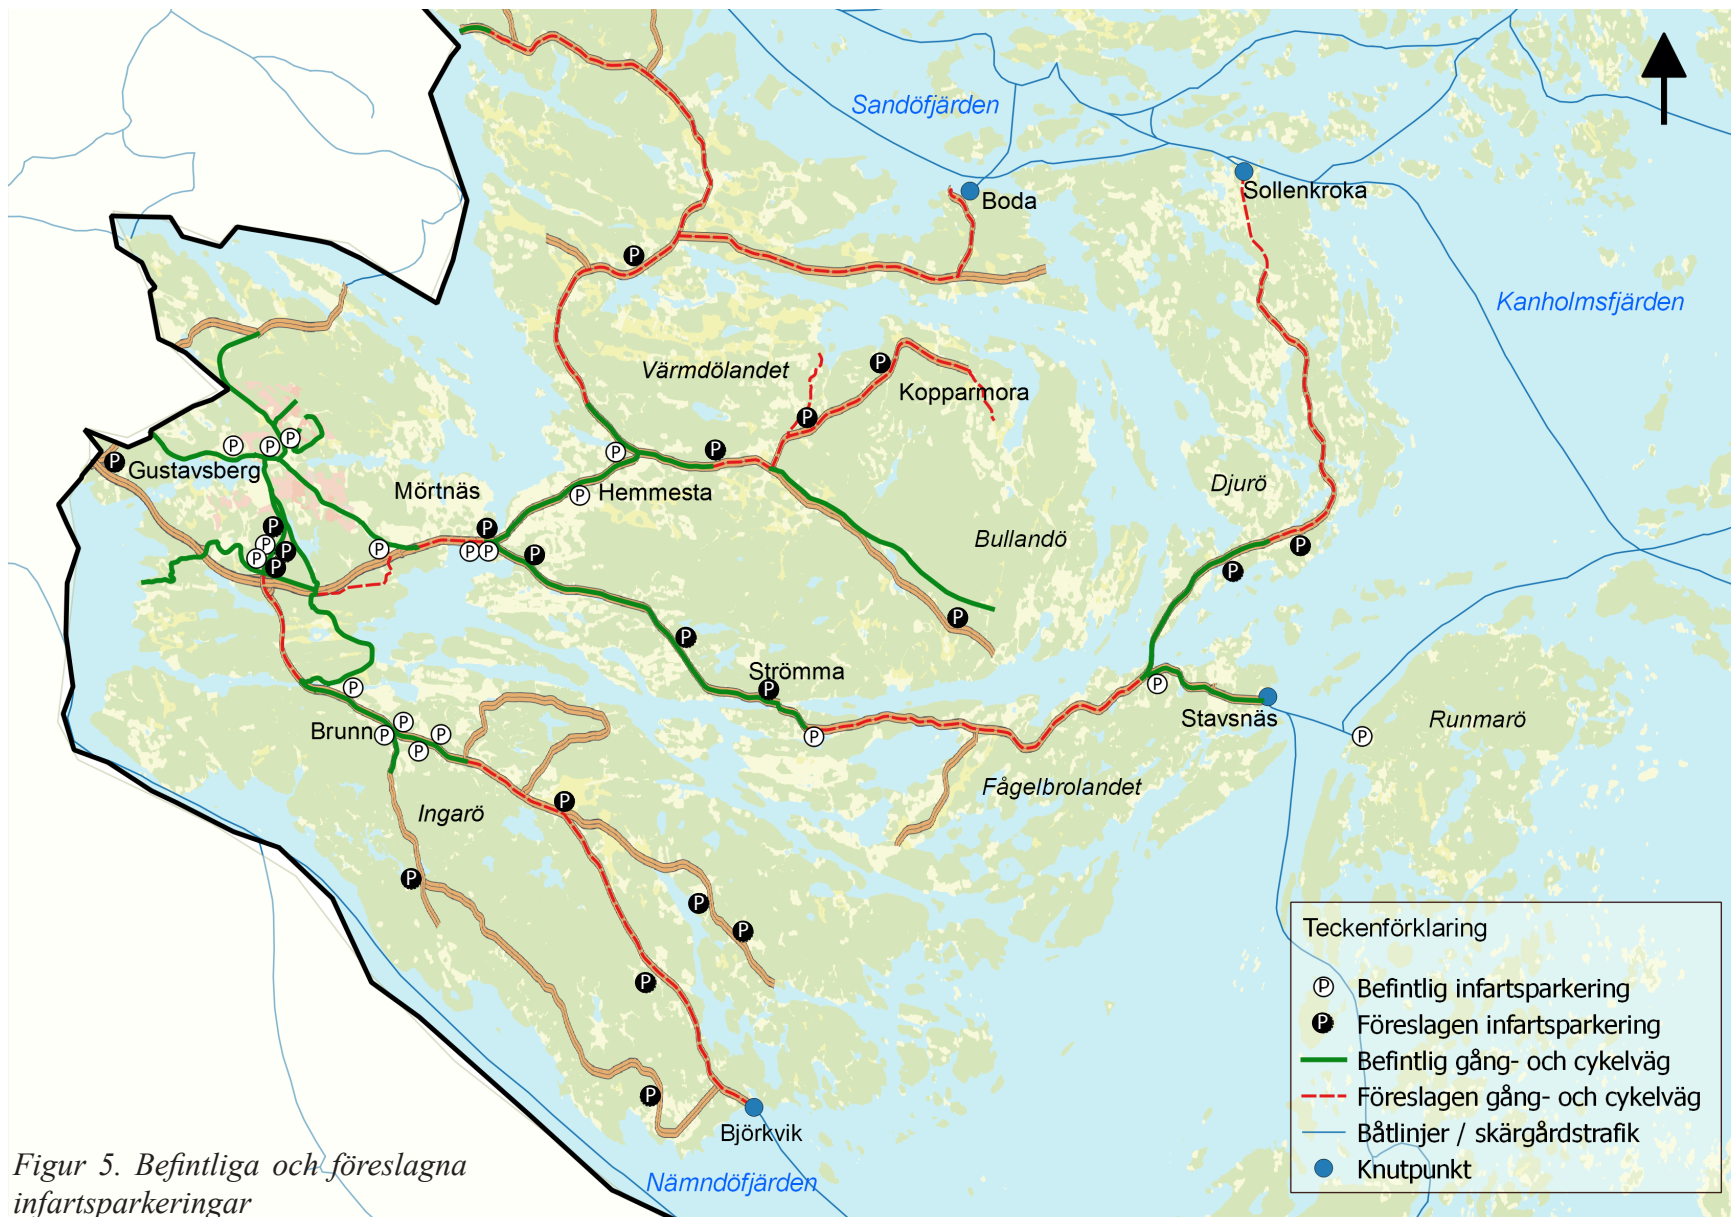 Sandöfjärden
Boda
Sollenkroka
Kanholmsfjärden
Värmdölandet
Kopparmora
Gustavsberg
Mörtnäs
Hemmesta
Djurö
Bullandö
Strömma
Stavsnäs
Runmarö
Brunn
Fågelbrolandet
Ingarö
Björkvik
Nämndöfjärden
Teckenförklaring
P Befintlig infartsparkering
P Föreslagen infartsparkering
Befintlig gång- och cykelväg
Föreslagen gång- och cykelväg
Båtlinjer / skärgårdstrafik
Knutpunkt
Figur 5. Befintliga och föreslagna
infartsparkeringar